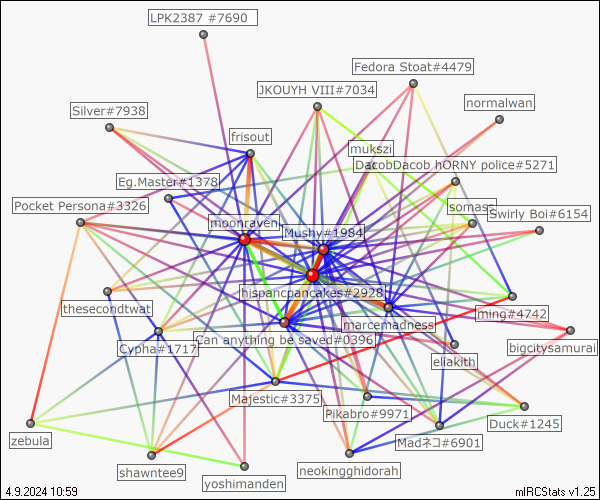 LPK2387 #7690
Fedora Stoat#4479
JKOUYH VIII#7034
normalwan
Silver#7938
frisout
mukszi
DacobDacob hORNY police#5271
Eg.Master#1378
Pocket Persona#3326
somasz
Swirly Boi#6154
moonraven
Mushy#1984
hispanicpancakes#2928
thesecondtwat
ming#4742
marcemadness
Can anything be saved#0396
Cypha#1717
bigcitysamurai
eliakith
Majestic#3375
Pikabro#9971
Duck#1245
zebula
Madネコ#6901
shawntee9
neokingghidorah
yoshimanden
4.9.2024 10:59
mIRCStats v1.25